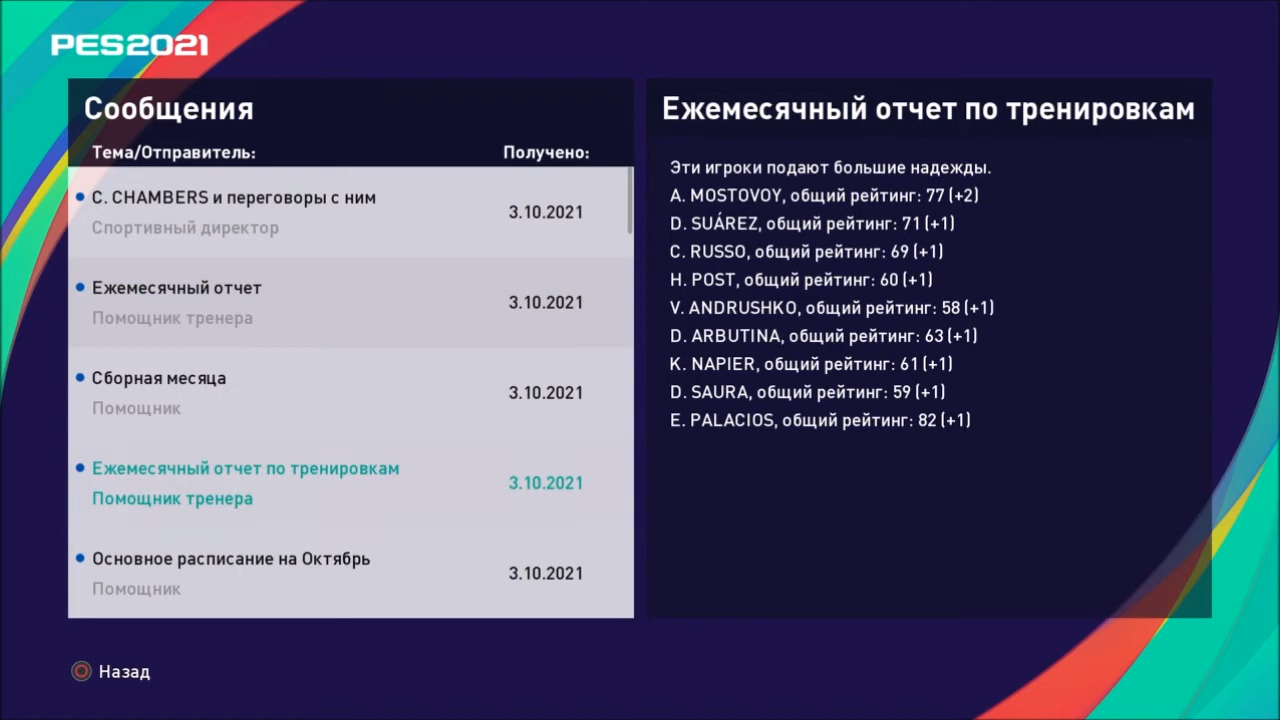 PES2021
Сообщения
Тема/Отправитель: Получено:
C. CHAMBERS и переговоры с ним
Спортивный директор
3.10.2021
Ежемесячный отчет
Помощник тренера
3.10.2021
Сборная месяца
Помощник
3.10.2021
Ежемесячный отчет по тренировкам
Помощник тренера
3.10.2021
Основное расписание на Октябрь
Помощник
3.10.2021
Ежемесячный отчет по тренировкам
Эти игроки подают большие надежды.
A. MOSTOVOY, общий рейтинг: 77 (+2)
D. SUÁREZ, общий рейтинг: 71 (+1)
C. RUSSO, общий рейтинг: 69 (+1)
H. POST, общий рейтинг: 60 (+1)
V. ANDRUSHKO, общий рейтинг: 58 (+1)
D. ARBUTINA, общий рейтинг: 63 (+1)
K. NAPIER, общий рейтинг: 61 (+1)
D. SAURA, общий рейтинг: 59 (+1)
E. PALACIOS, общий рейтинг: 82 (+1)
Назад